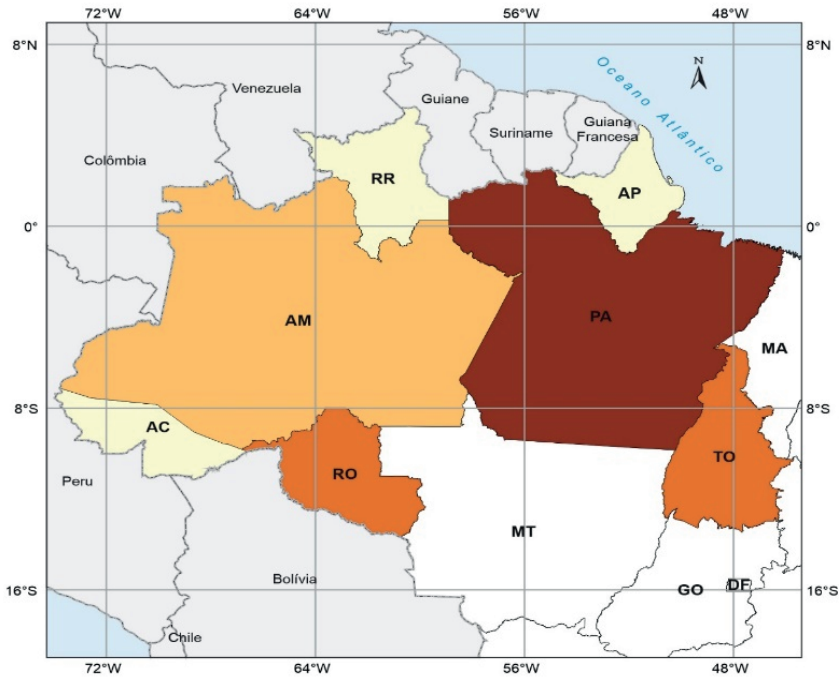 8°N
Venezuela
Guiane
Suriname
Guiana
Francesa
Oceano Atlântico
N
Colômbia
RR
AP
0°
AM
PA
MA
8°S
AC
Peru
RO
TO
MT
Bolívia
16°S
GO
DF
16°S
Chile
72°W
64°W
56°W
48°W
72°W
64°W
56°W
48°W
8°N
0°
8°S